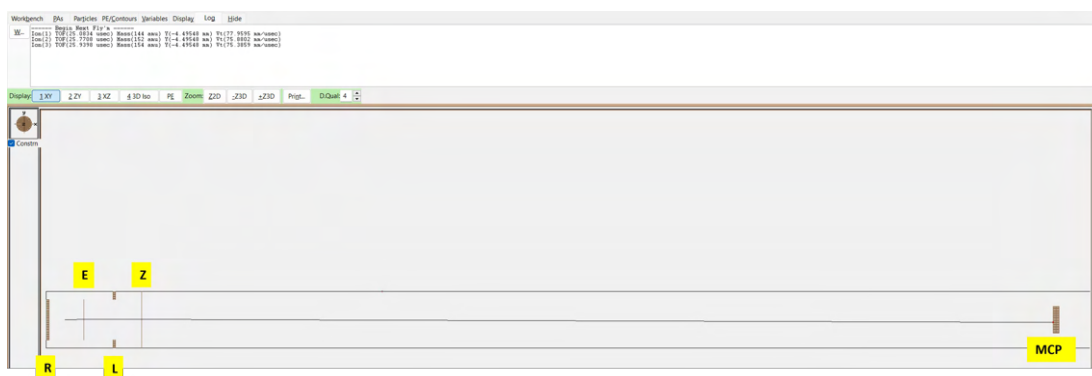 Workbench PAs Particles PE/Contours Variables Display Log Hide
W...
------ Begin Next Fly'm ------
Ion(1) TOF(25.0834 usec) Mass(144 amu) Y(-4.49548 mm) Vt(77.9595 mm/usec)
Ion(2) TOF(25.7708 usec) Mass(152 amu) Y(-4.49548 mm) Vt(75.8802 mm/usec)
Ion(3) TOF(25.9390 usec) Mass(154 amu) Y(-4.49548 mm) Vt(75.3859 mm/usec)
Display: 1 XY 2 ZY 3 XZ 4 3D Iso PE Zoom: Z2D -Z3D +Z3D Print... D.Qual: 4
Y
X
Constrn
E Z
MCP
R L